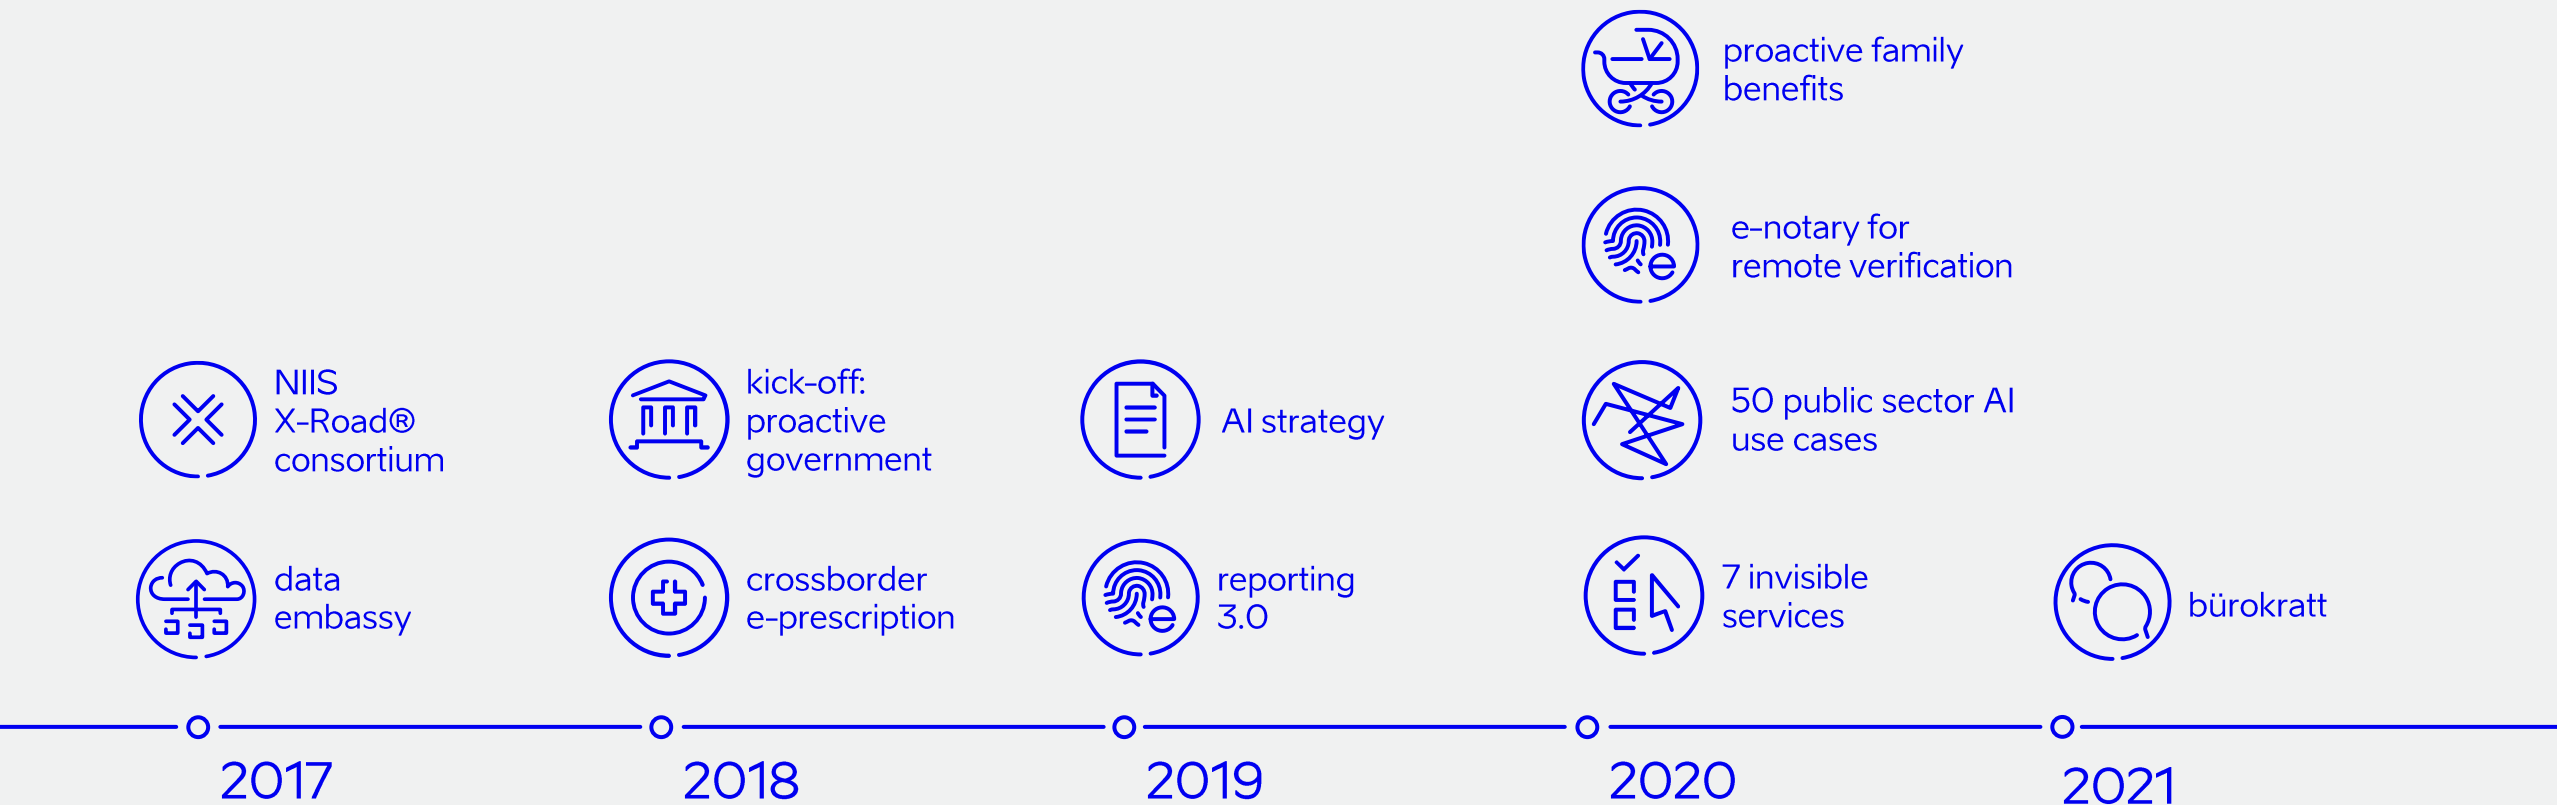 proactive family
benefits
e-notary for
remote verification
NIIS
X-Road®
consortium
kick-off:
proactive
government
AI strategy
50 public sector AI
use cases
data
embassy
crossborder
e-prescription
reporting
3.0
7 invisible
services
bürokratt
2017
2018
2019
2020
2021